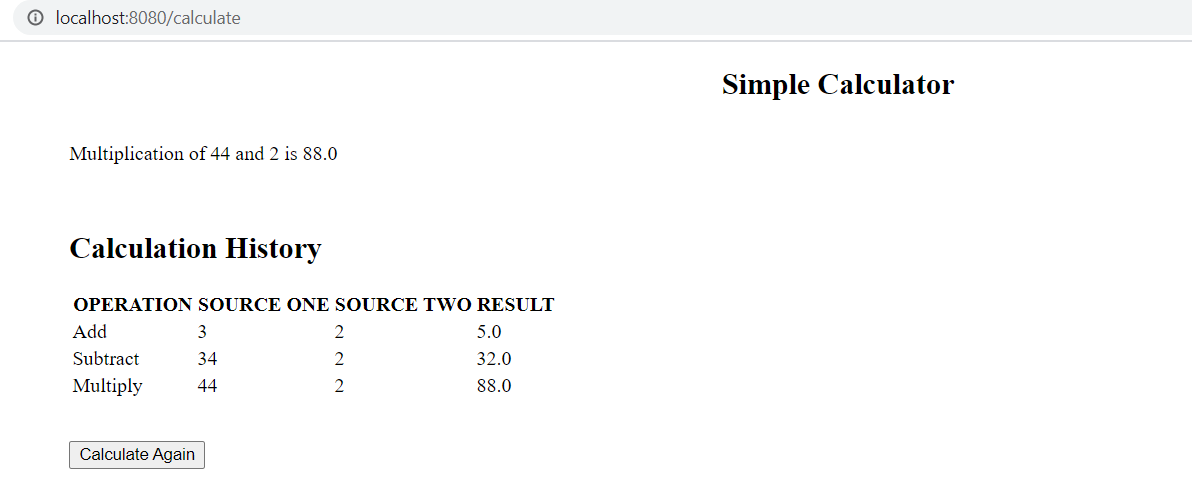 localhost:8080/calculate
Simple Calculator
Multiplication of 44 and 2 is 88.0
Calculation History
OPERATION SOURCE ONE SOURCE TWO RESULT
Add 3 2 5.0
Subtract 34 2 32.0
Multiply 44 2 88.0
Calculate Again